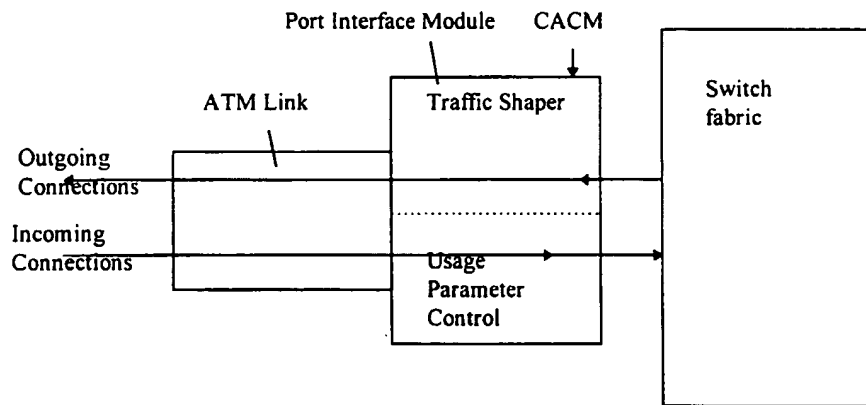 Port Interface Module
CACM
ATM Link
Traffic Shaper
Switch
fabric
Outgoing
Connections
Incoming
Connections
Usage
Parameter
Control